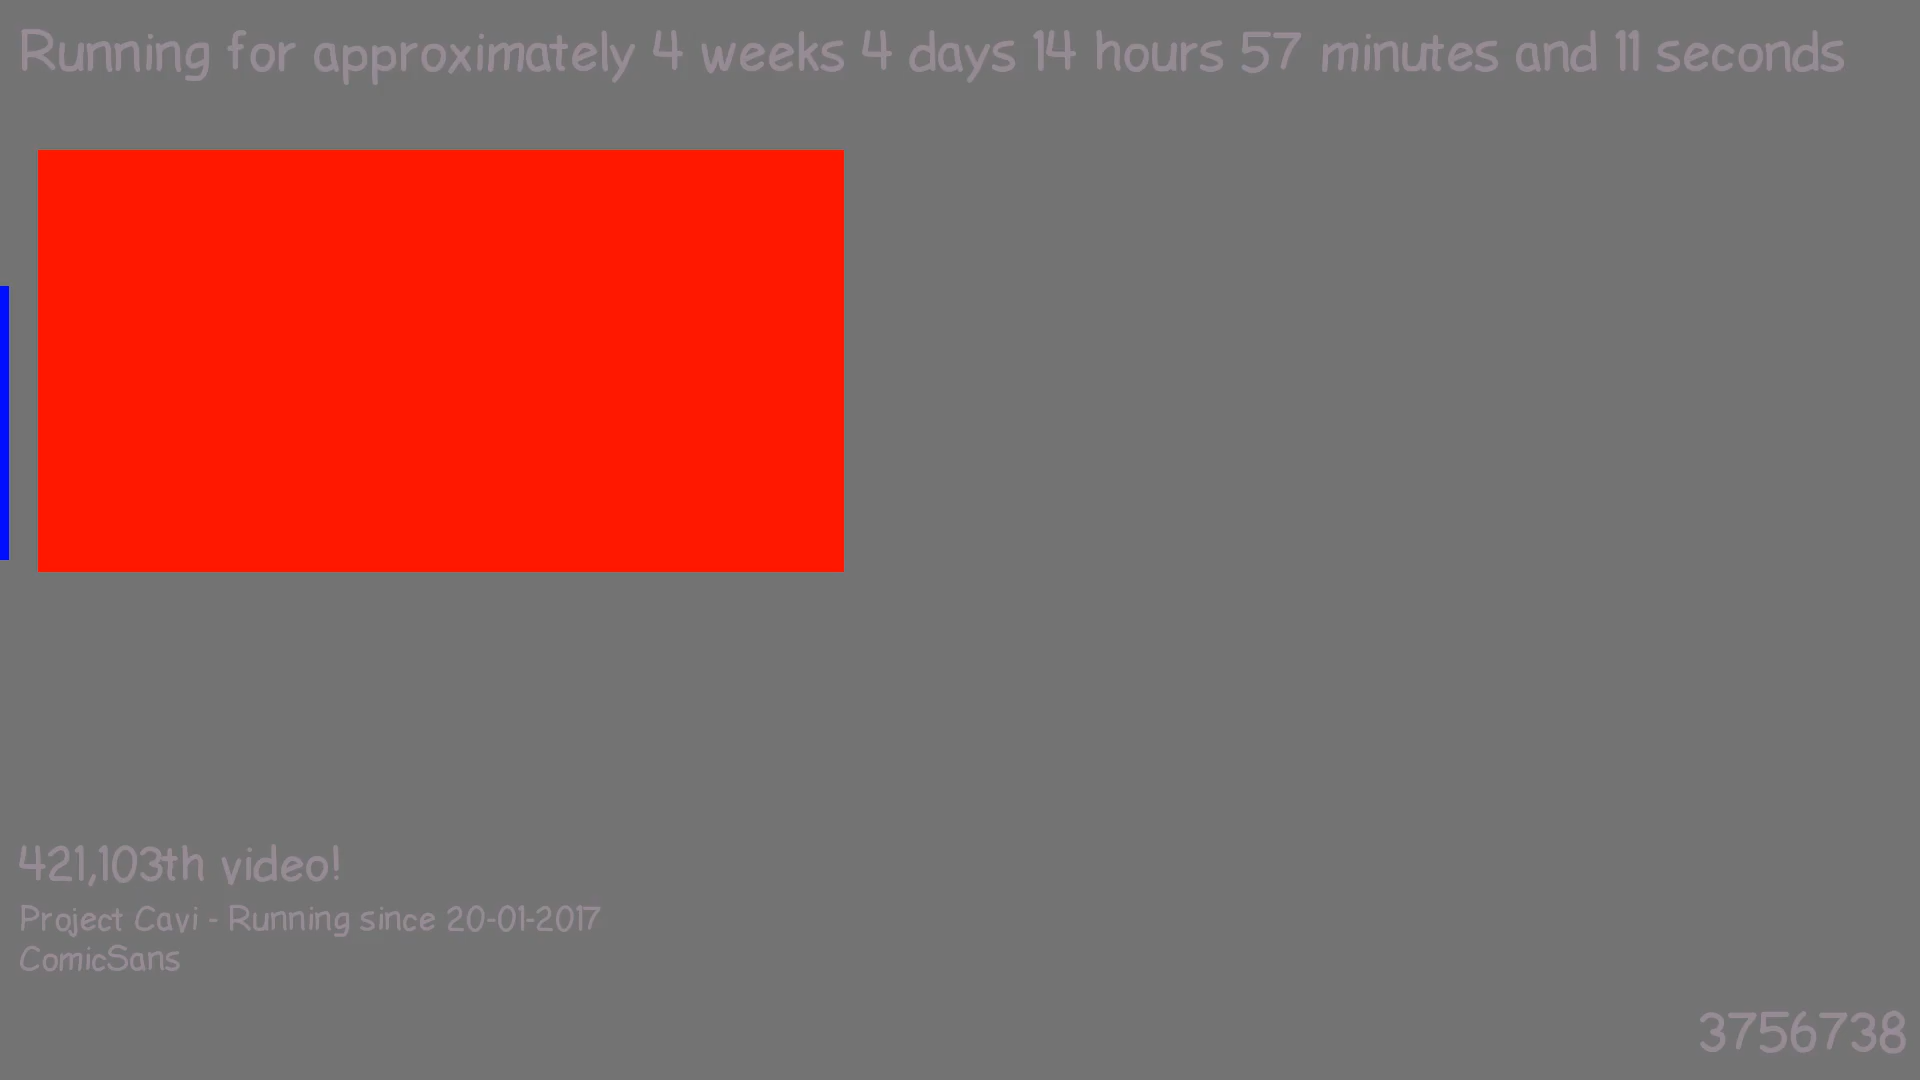 Running for approximately 4 weeks 4 days 14 hours 57 minutes and 11 seconds
421,103th video!
Project Cavi - Running since 20-01-2017
ComicSans
3756738